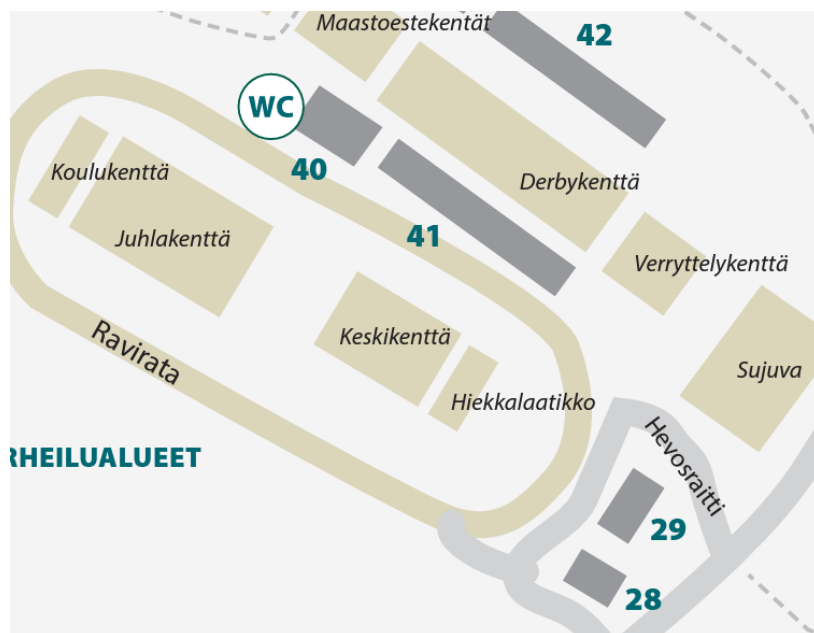 Maastoestekentät
42
WC
Koulukenttä
40
Derbykenttä
Juhlakenttä
41
Verryttelykenttä
Ravirata
Keskikenttä
Sujuva
Hiekkalaatikko
Hevosraitti
RHEILUALUEET
29
28